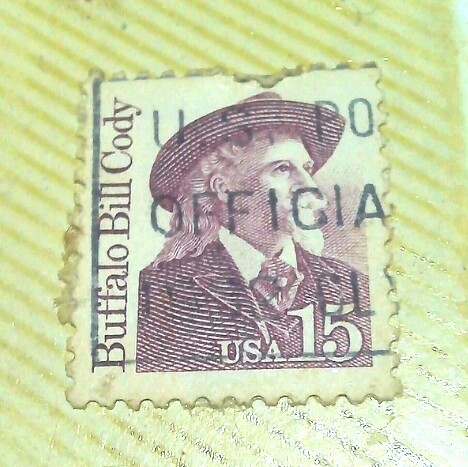 Buffalo Bill Cody
U.S. PO
OFFICIA
USA 15